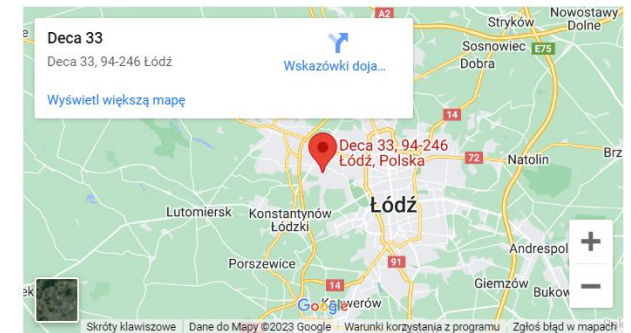 Deca 33
Deca 33, 94-246 Łódź
Wskazówki doja...
Wyświetl większą mapę
A2
Nowostawy
Dolne
Stryków
Sosnowiec
E75
Dobra
14
Deca 33, 94-246
Łódź, Polska
72
Natolin
Brz
Lutomiersk
Konstantynów
Łódzki
Łódź
Andrespol
Porszewice
91
Giemzów
14
Bukow
Google
Skróty klawiszowe
Dane do Mapy ©2023 Google
Warunki korzystania z programu
Zgłoś błąd w mapach